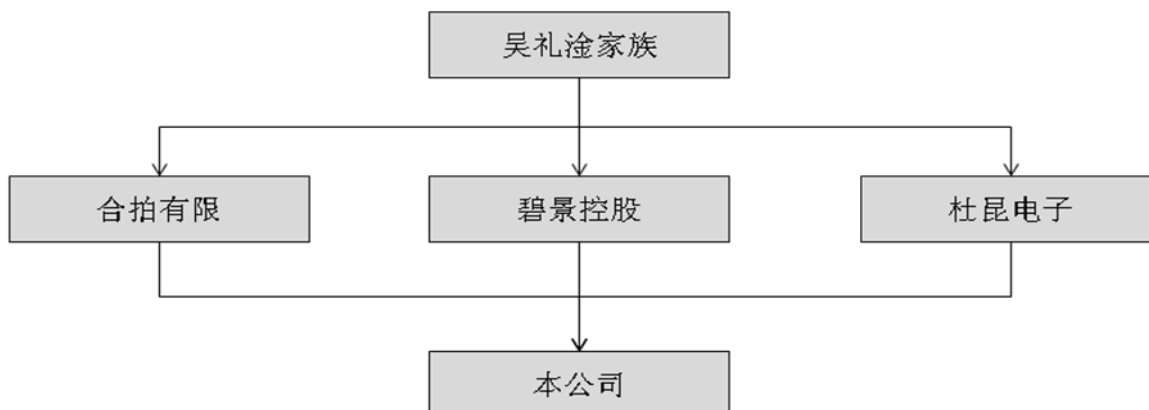 吴礼淦家族
合拍有限
碧景控股
杜昆电子
本公司